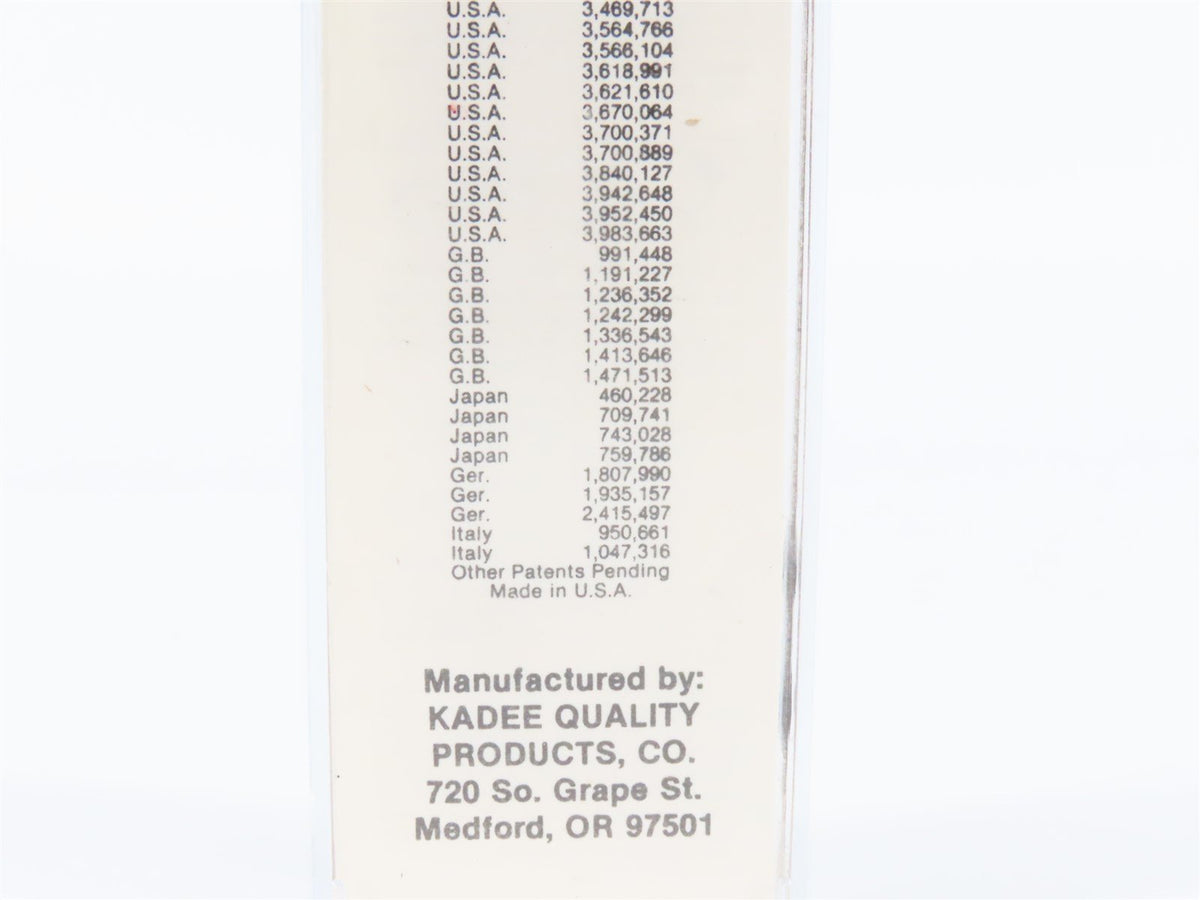 U.S.A. 3,469,713
U.S.A. 3,564,766
U.S.A. 3,566,104
U.S.A. 3,618,991
U.S.A. 3,621,610
U.S.A. 3,670,064
U.S.A. 3,700,371
U.S.A. 3,700,889
U.S.A. 3,840,127
U.S.A. 3,942,648
U.S.A. 3,952,450
U.S.A. 3,983,663
G.B. 991,448
G.B. 1,191,227
G.B. 1,236,352
G.B. 1,242,299
G.B. 1,336,543
G.B. 1,413,646
G.B. 1,471,513
Japan 460,228
Japan 709,741
Japan 743,028
Japan 759,786
Ger. 1,807,990
Ger. 1,935,157
Ger. 2,415,497
Italy 950,661
Italy 1,047,316
Other Patents Pending
Made in U.S.A.
Manufactured by:
KADEE QUALITY
PRODUCTS, CO.
720 So. Grape St.
Medford, OR 97501